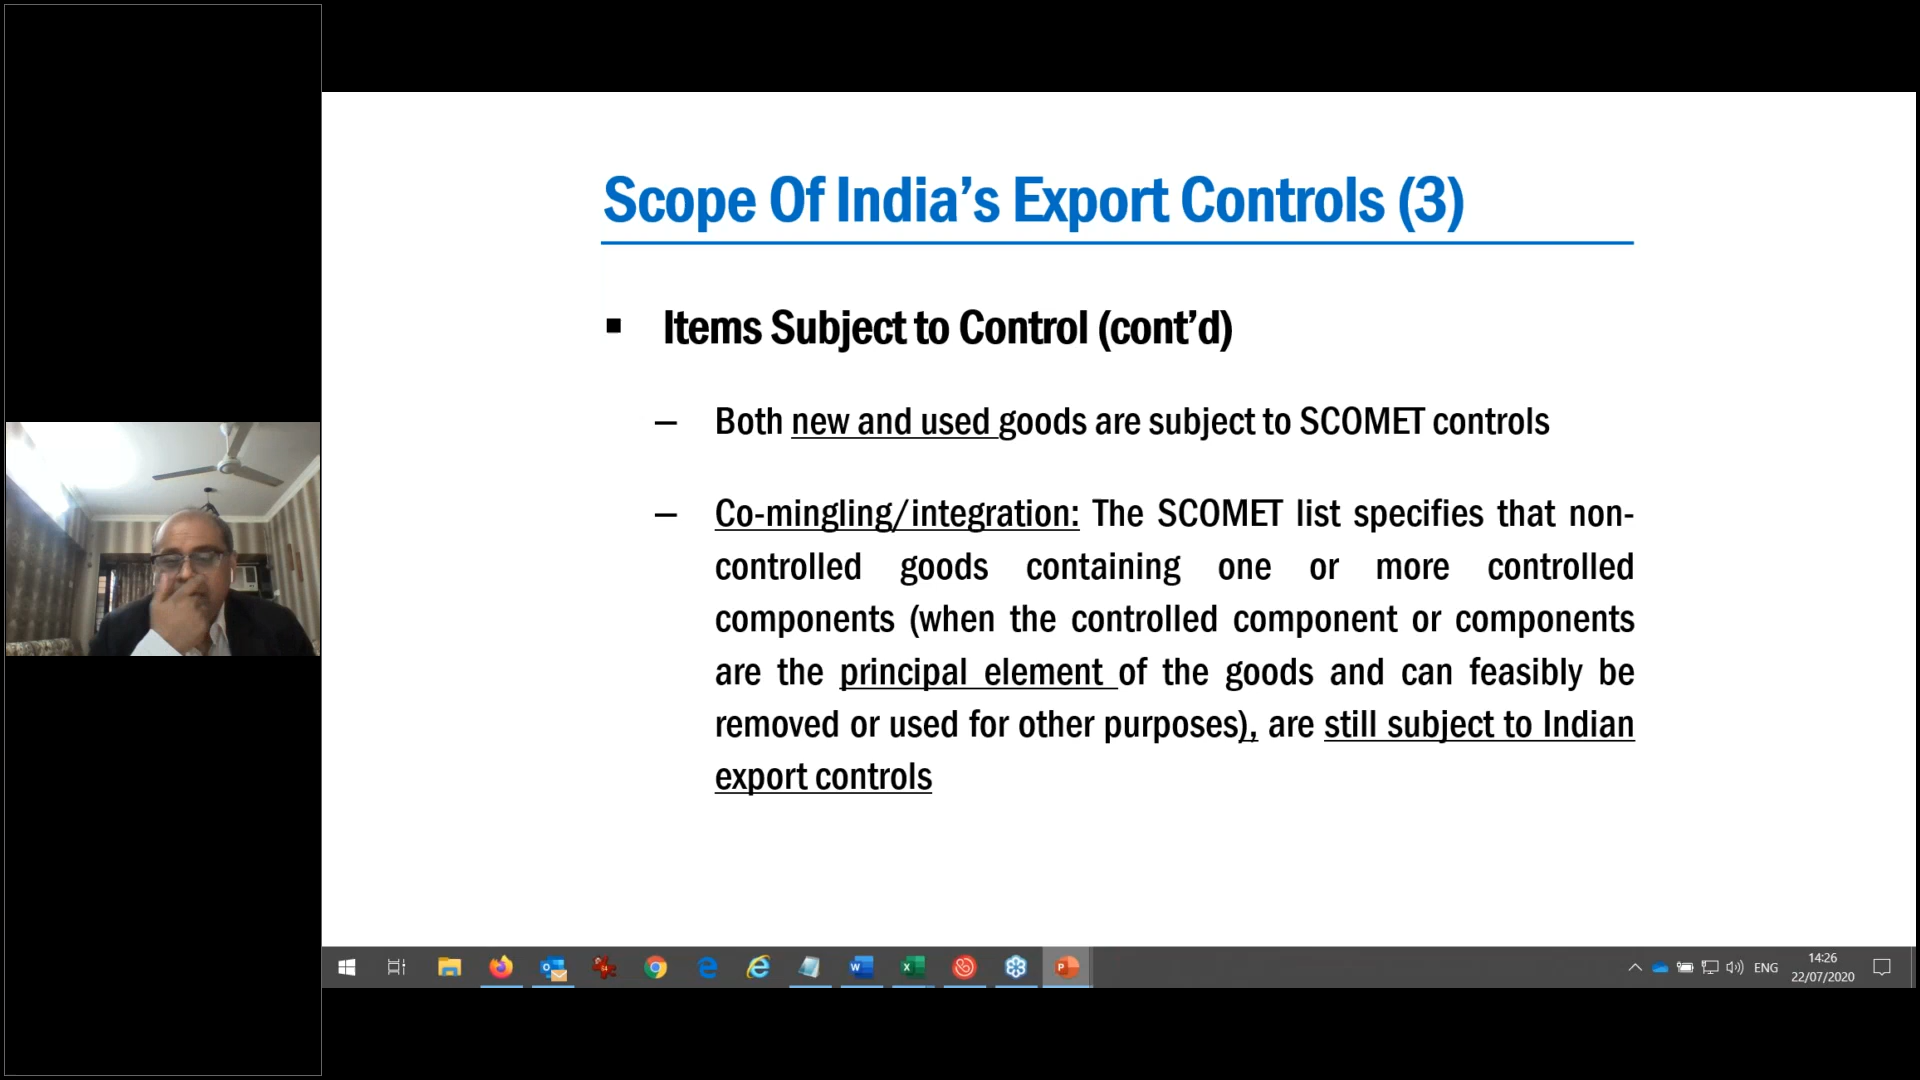 Scope Of India’s Export Controls (3)
▪ Items Subject to Control (cont’d)
– Both new and used goods are subject to SCOMET controls
– Co-mingling/integration: The SCOMET list specifies that non-
controlled goods containing one or more controlled
components (when the controlled component or components
are the principal element of the goods and can feasibly be
removed or used for other purposes), are still subject to Indian
export controls
ENG
14:26
22/07/2020